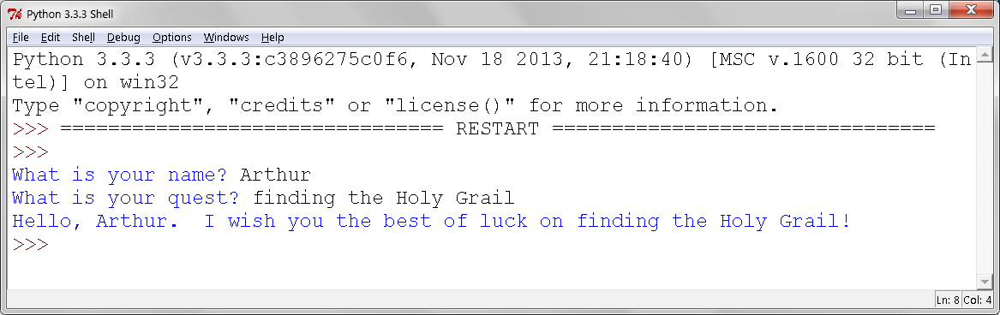 Python 3.3.3 Shell
File Edit Shell Debug Options Windows Help
Python 3.3.3 (v3.3.3:c3896275c0f6, Nov 18 2013, 21:18:40) [MSC v.1600 32 bit (In
tel)] on win32
Type "copyright", "credits" or "license()" for more information.
>>> ================================ RESTART ================================
>>>
What is your name? Arthur
What is your quest? finding the Holy Grail
Hello, Arthur.  I wish you the best of luck on finding the Holy Grail!
>>>
Ln: 8 Col: 4